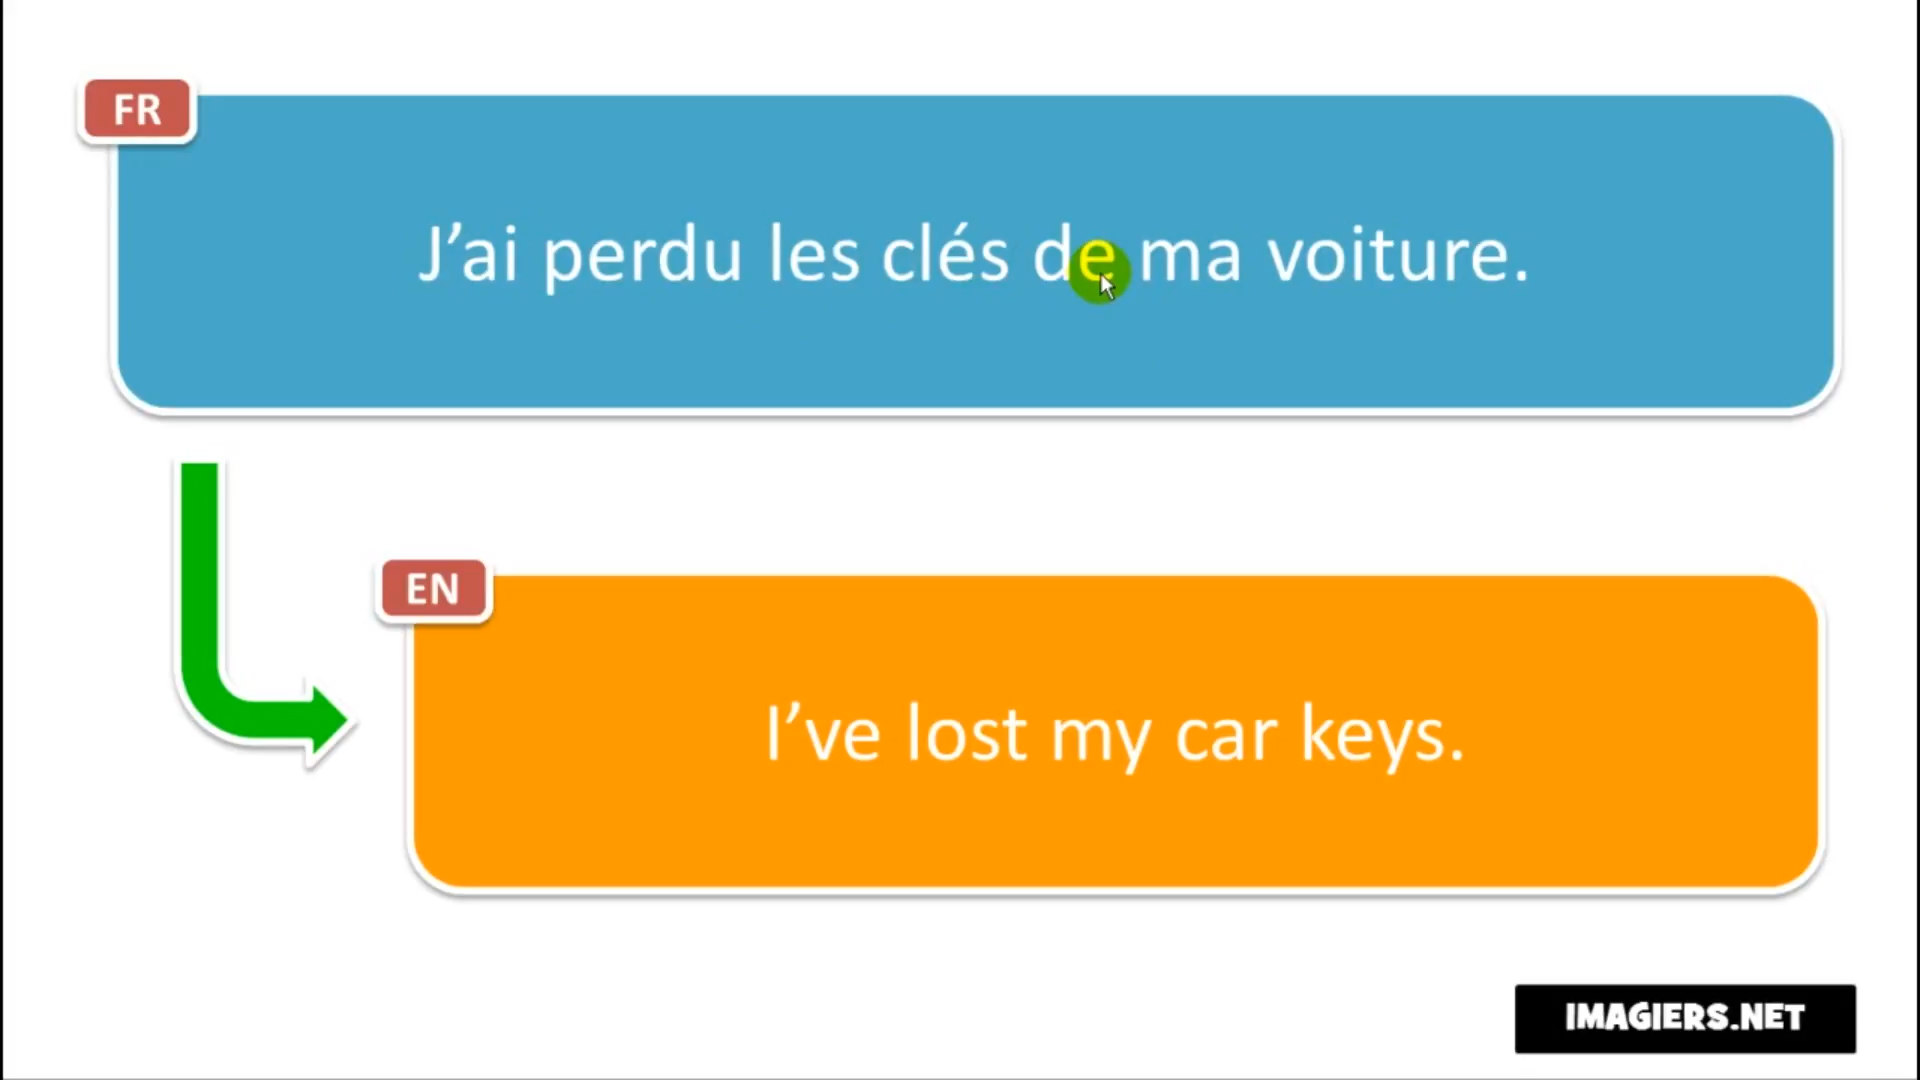 FR
J’ai perdu les clés de ma voiture.
EN
I’ve lost my car keys.
IMAGIERS.NET